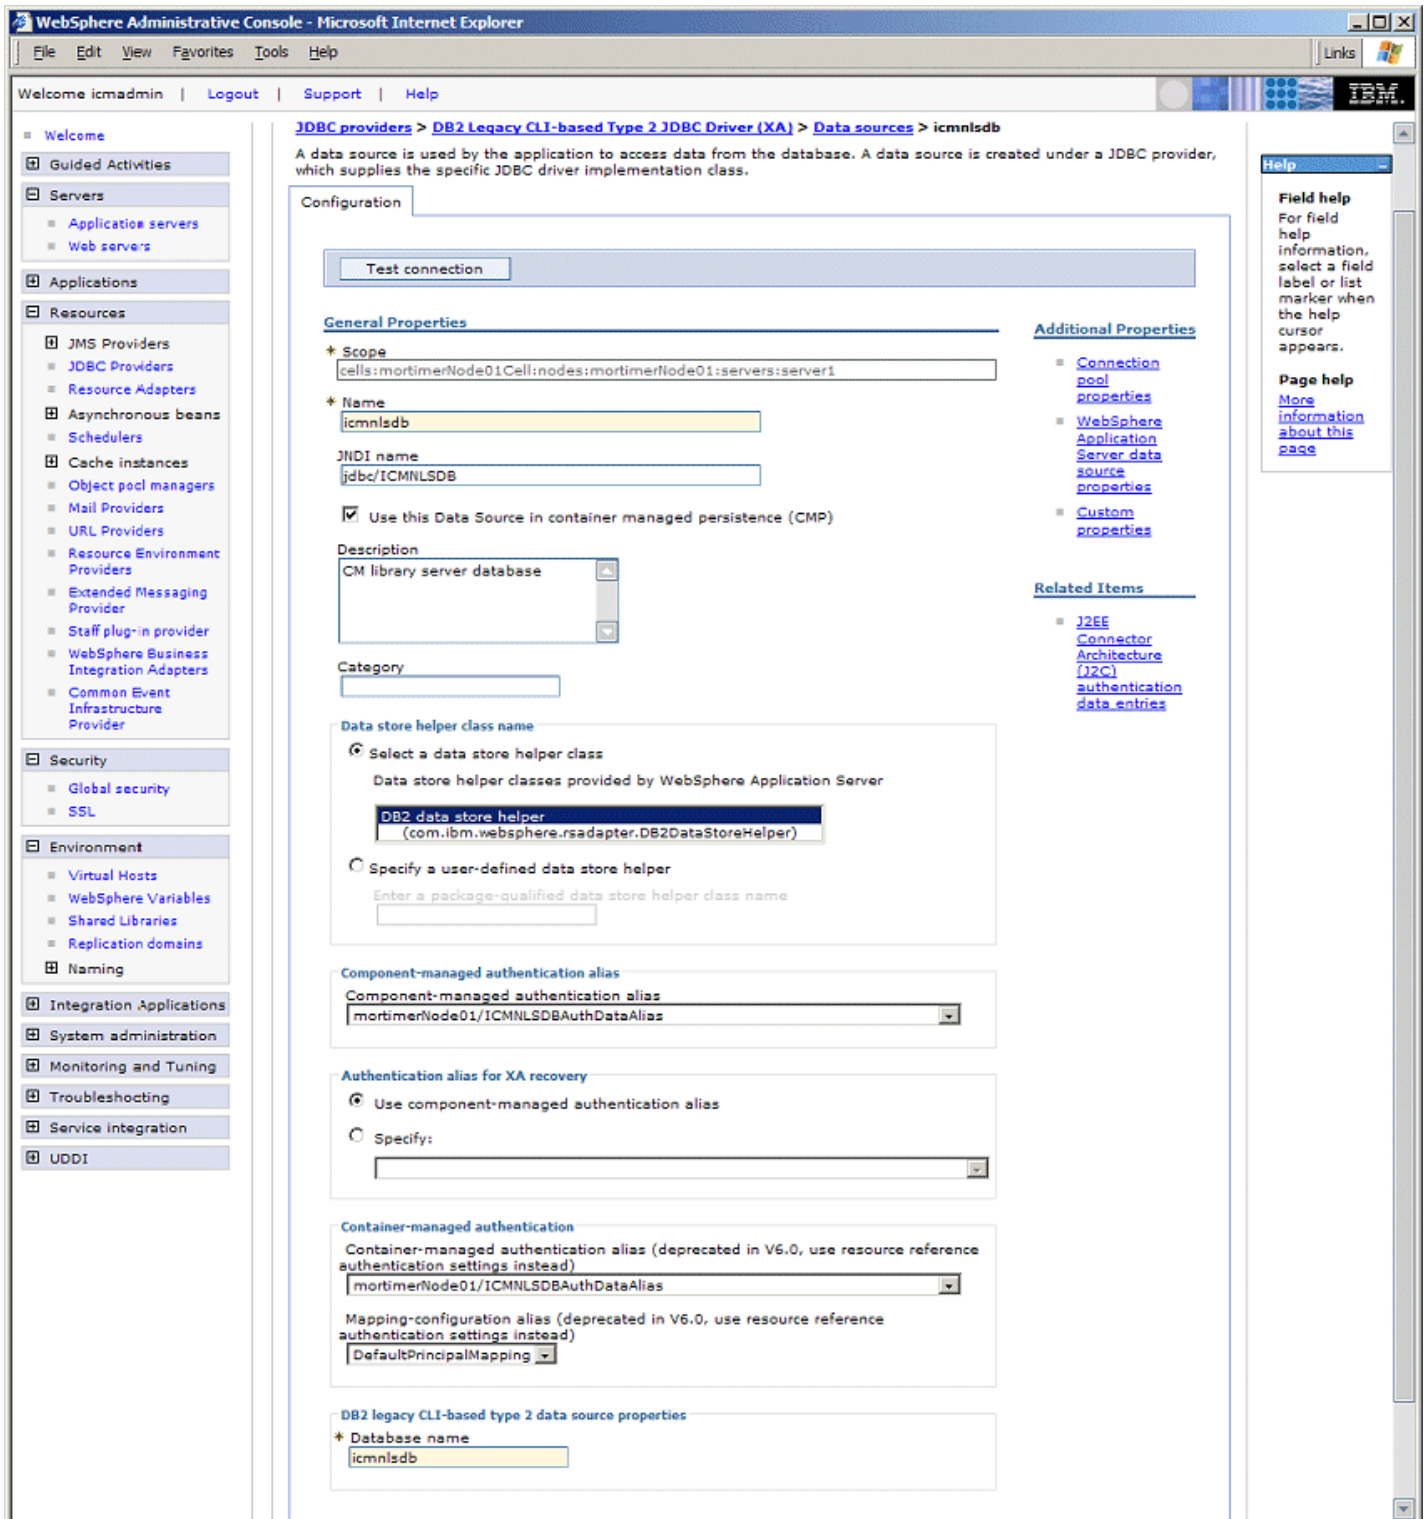 WebSphere Administrative Console - Microsoft Internet Explorer
File Edit View Favorites Tools Help
Links
Welcome icmadmin | Logout | Support | Help
IBM.
Welcome
Guided Activities
Servers
Application servers
Web servers
Applications
Resources
JMS Providers
JDBC Providers
Resource Adapters
Asynchronous beans
Schedulers
Cache instances
Object pool managers
Mail Providers
URL Providers
Resource Environment
Providers
Extended Messaging
Provider
Staff plug-in provider
WebSphere Business
Integration Adapters
Common Event
Infrastructure
Provider
Security
Global security
SSL
Environment
Virtual Hosts
WebSphere Variables
Shared Libraries
Replication domains
Naming
Integration Applications
System administration
Monitoring and Tuning
Troubleshooting
Service integration
UDDI
JDBC providers > DB2 Legacy CLI-based Type 2 JDBC Driver (XA) > Data sources > icmnlsdb
A data source is used by the application to access data from the database. A data source is created under a JDBC provider,
which supplies the specific JDBC driver implementation class.
Configuration
Test connection
General Properties
* Scope
cells:mortimerNode01Cell:nodes:mortimerNode01:servers:server1
* Name
icmnlsdb
JNDI name
jdbc/ICMNLSDB
Use this Data Source in container managed persistence (CMP)
Description
CM library server database
Category
Data store helper class name
Select a data store helper class
Data store helper classes provided by WebSphere Application Server
DB2 data store helper
(com.ibm.websphere.rsadapter.DB2DataStoreHelper)
Specify a user-defined data store helper
Enter a package-qualified data store helper class name
Component-managed authentication alias
Component-managed authentication alias
mortimerNode01/ICMNLSDBAuthDataAlias
Authentication alias for XA recovery
Use component-managed authentication alias
Specify:
Container-managed authentication
Container-managed authentication alias (deprecated in V6.0, use resource reference
authentication settings instead)
mortimerNode01/ICMNLSDBAuthDataAlias
Mapping-configuration alias (deprecated in V6.0, use resource reference
authentication settings instead)
DefaultPrincipalMapping
DB2 legacy CLI-based type 2 data source properties
* Database name
icmnlsdb
Additional Properties
Connection
pool
properties
WebSphere
Application
Server data
source
properties
Custom
properties
Related Items
J2EE
Connector
Architecture
(J2C)
authentication
data entries
Help
Field help
For field
help
information,
select a field
label or list
marker when
the help
cursor
appears.
Page help
More
information
about this
page